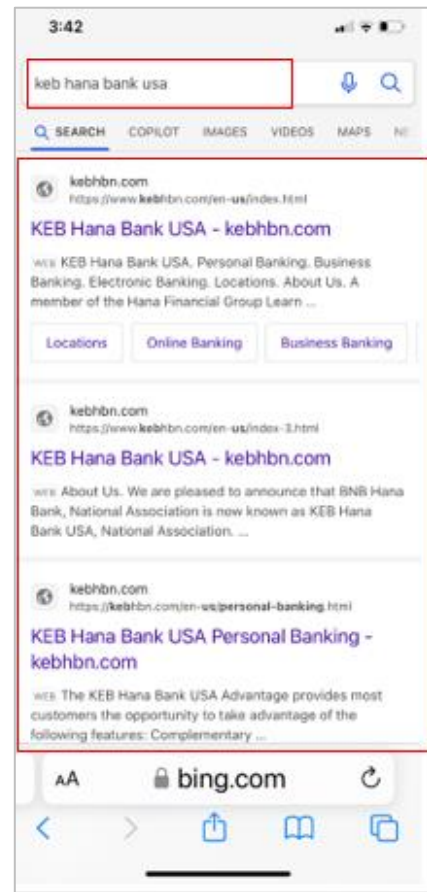 3:42
keb hana bank usa
SEARCH COPILOT IMAGES VIDEOS MAPS NE
kebhbn.com
https://www.kebhbn.com/en-us/index.html
KEB Hana Bank USA - kebhbn.com
WEB KEB Hana Bank USA. Personal Banking. Business
Banking. Electronic Banking. Locations. About Us. A
member of the Hana Financial Group Learn ...
Locations Online Banking Business Banking
kebhbn.com
https://www.kebhbn.com/en-us/index-3.html
KEB Hana Bank USA - kebhbn.com
WEB About Us. We are pleased to announce that BNB Hana
Bank, National Association is now known as KEB Hana
Bank USA, National Association. ...
kebhbn.com
https://kebhbn.com/en-us/personal-banking.html
KEB Hana Bank USA Personal Banking -
kebhbn.com
WEB The KEB Hana Bank USA Advantage provides most
customers the opportunity to take advantage of the
following features: Complementary ...
AA bing.com